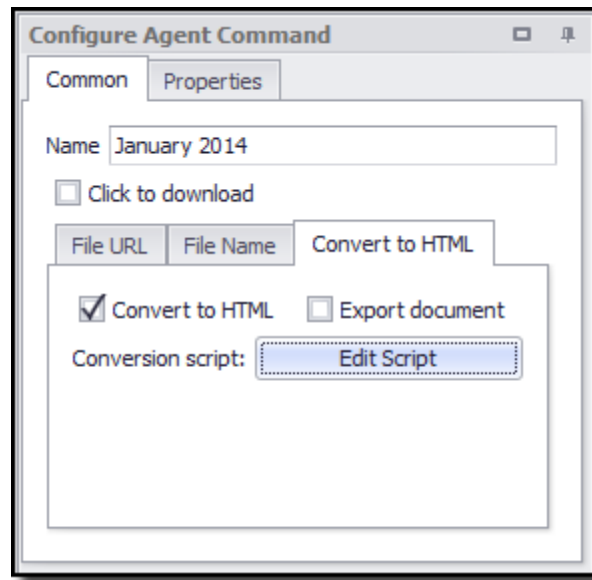 Configure Agent Command
Common Properties
Name January 2014
Click to download
File URL File Name Convert to HTML
Convert to HTML Export document
Conversion script: Edit Script